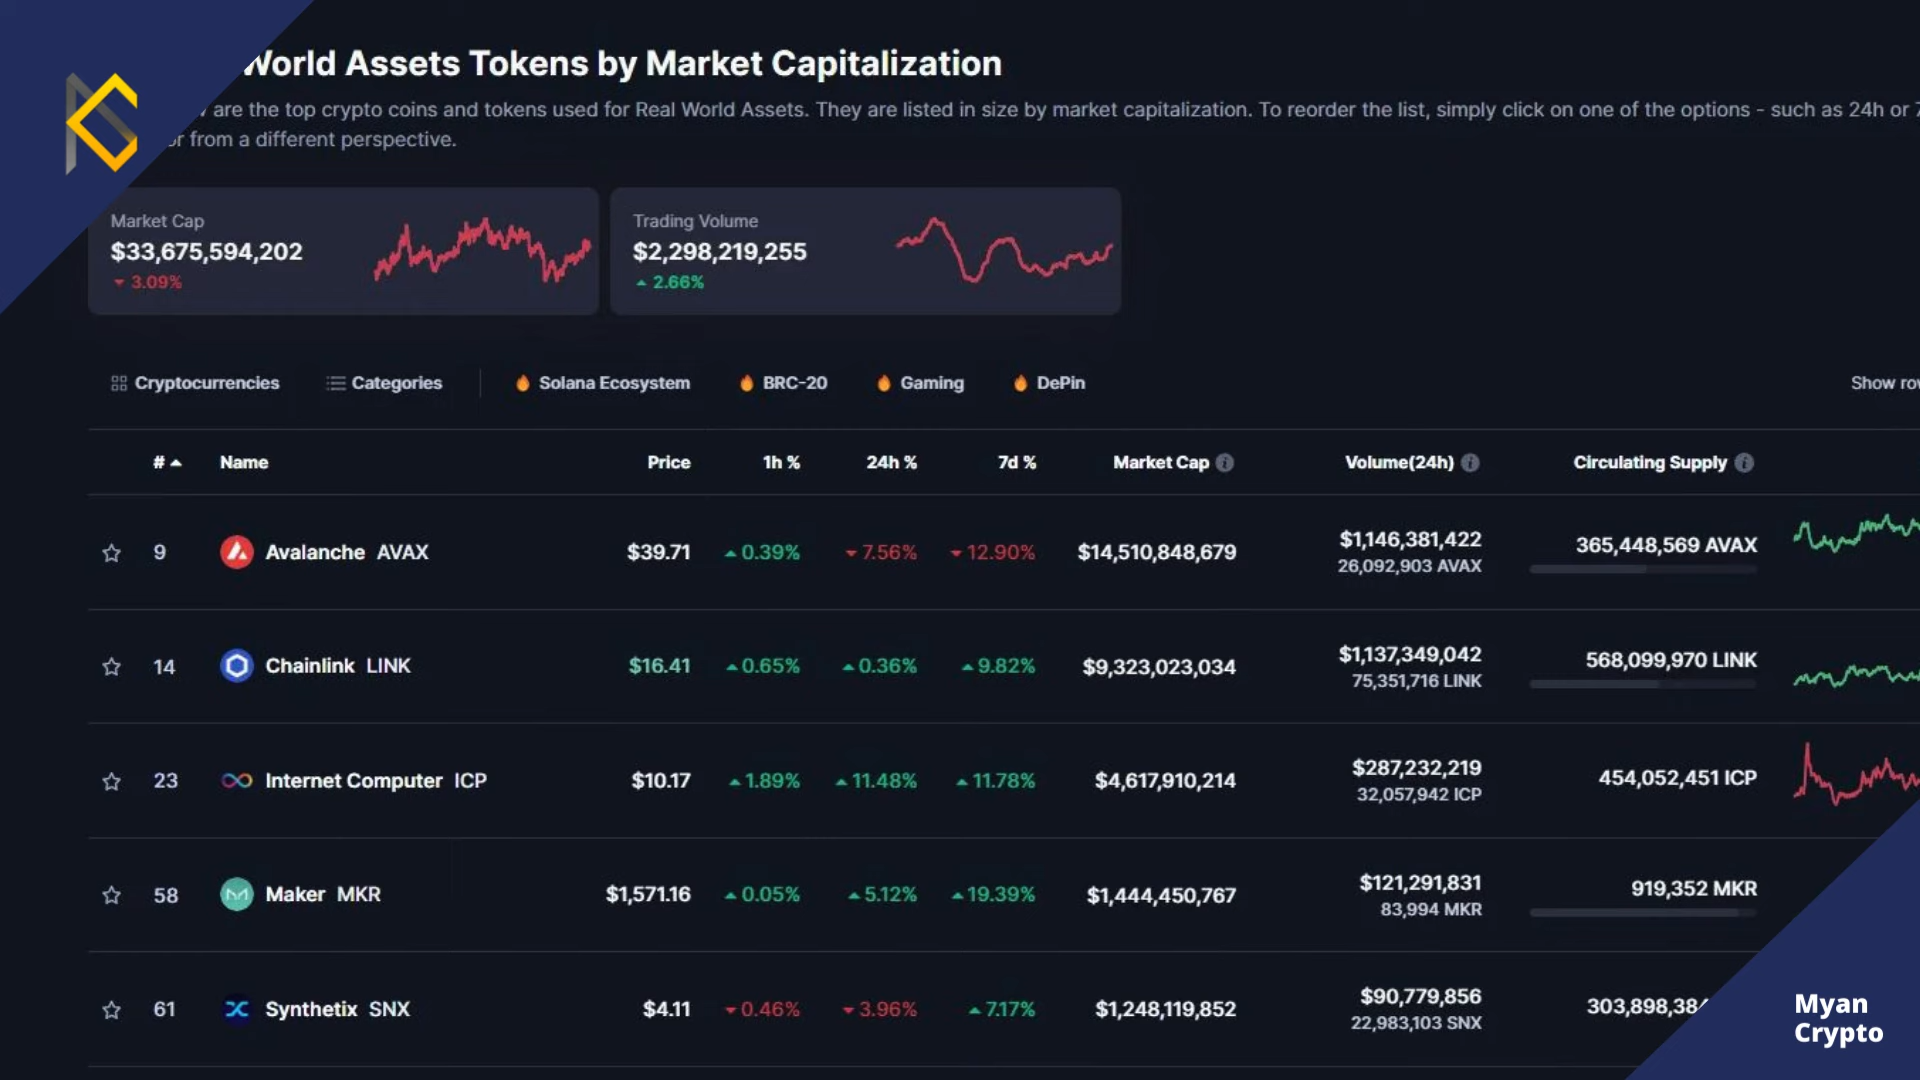 World Assets Tokens by Market Capitalization
are the top crypto coins and tokens used for Real World Assets. They are listed in size by market capitalization. To reorder the list, simply click on one of the options - such as 24h or
from a different perspective.
Market Cap
$33,675,594,202
3.09%
Trading Volume
$2,298,219,255
2.66%
Cryptocurrencies Categories Solana Ecosystem BRC-20 Gaming DePin Show
# Name Price 1h % 24h % 7d % Market Cap Volume(24h) Circulating Supply
9 Avalanche AVAX $39.71 0.39% 7.56% 12.90% $14,510,848,679 $1,146,381,422 365,448,569 AVAX
26,092,903 AVAX
14 Chainlink LINK $16.41 0.65% 0.36% 9.82% $9,323,023,034 $1,137,349,042 568,099,970 LINK
75,351,716 LINK
23 Internet Computer ICP $10.17 1.89% 11.48% 11.78% $4,617,910,214 $287,232,219 454,052,451 ICP
32,057,942 ICP
58 Maker MKR $1,571.16 0.05% 5.12% 19.39% $1,444,450,767 $121,291,831 919,352 MKR
83,994 MKR
61 Synthetix SNX $4.11 0.46% 3.96% 7.17% $1,248,119,852 $90,779,856 303,898,384
22,983,103 SNX
Myan
Crypto